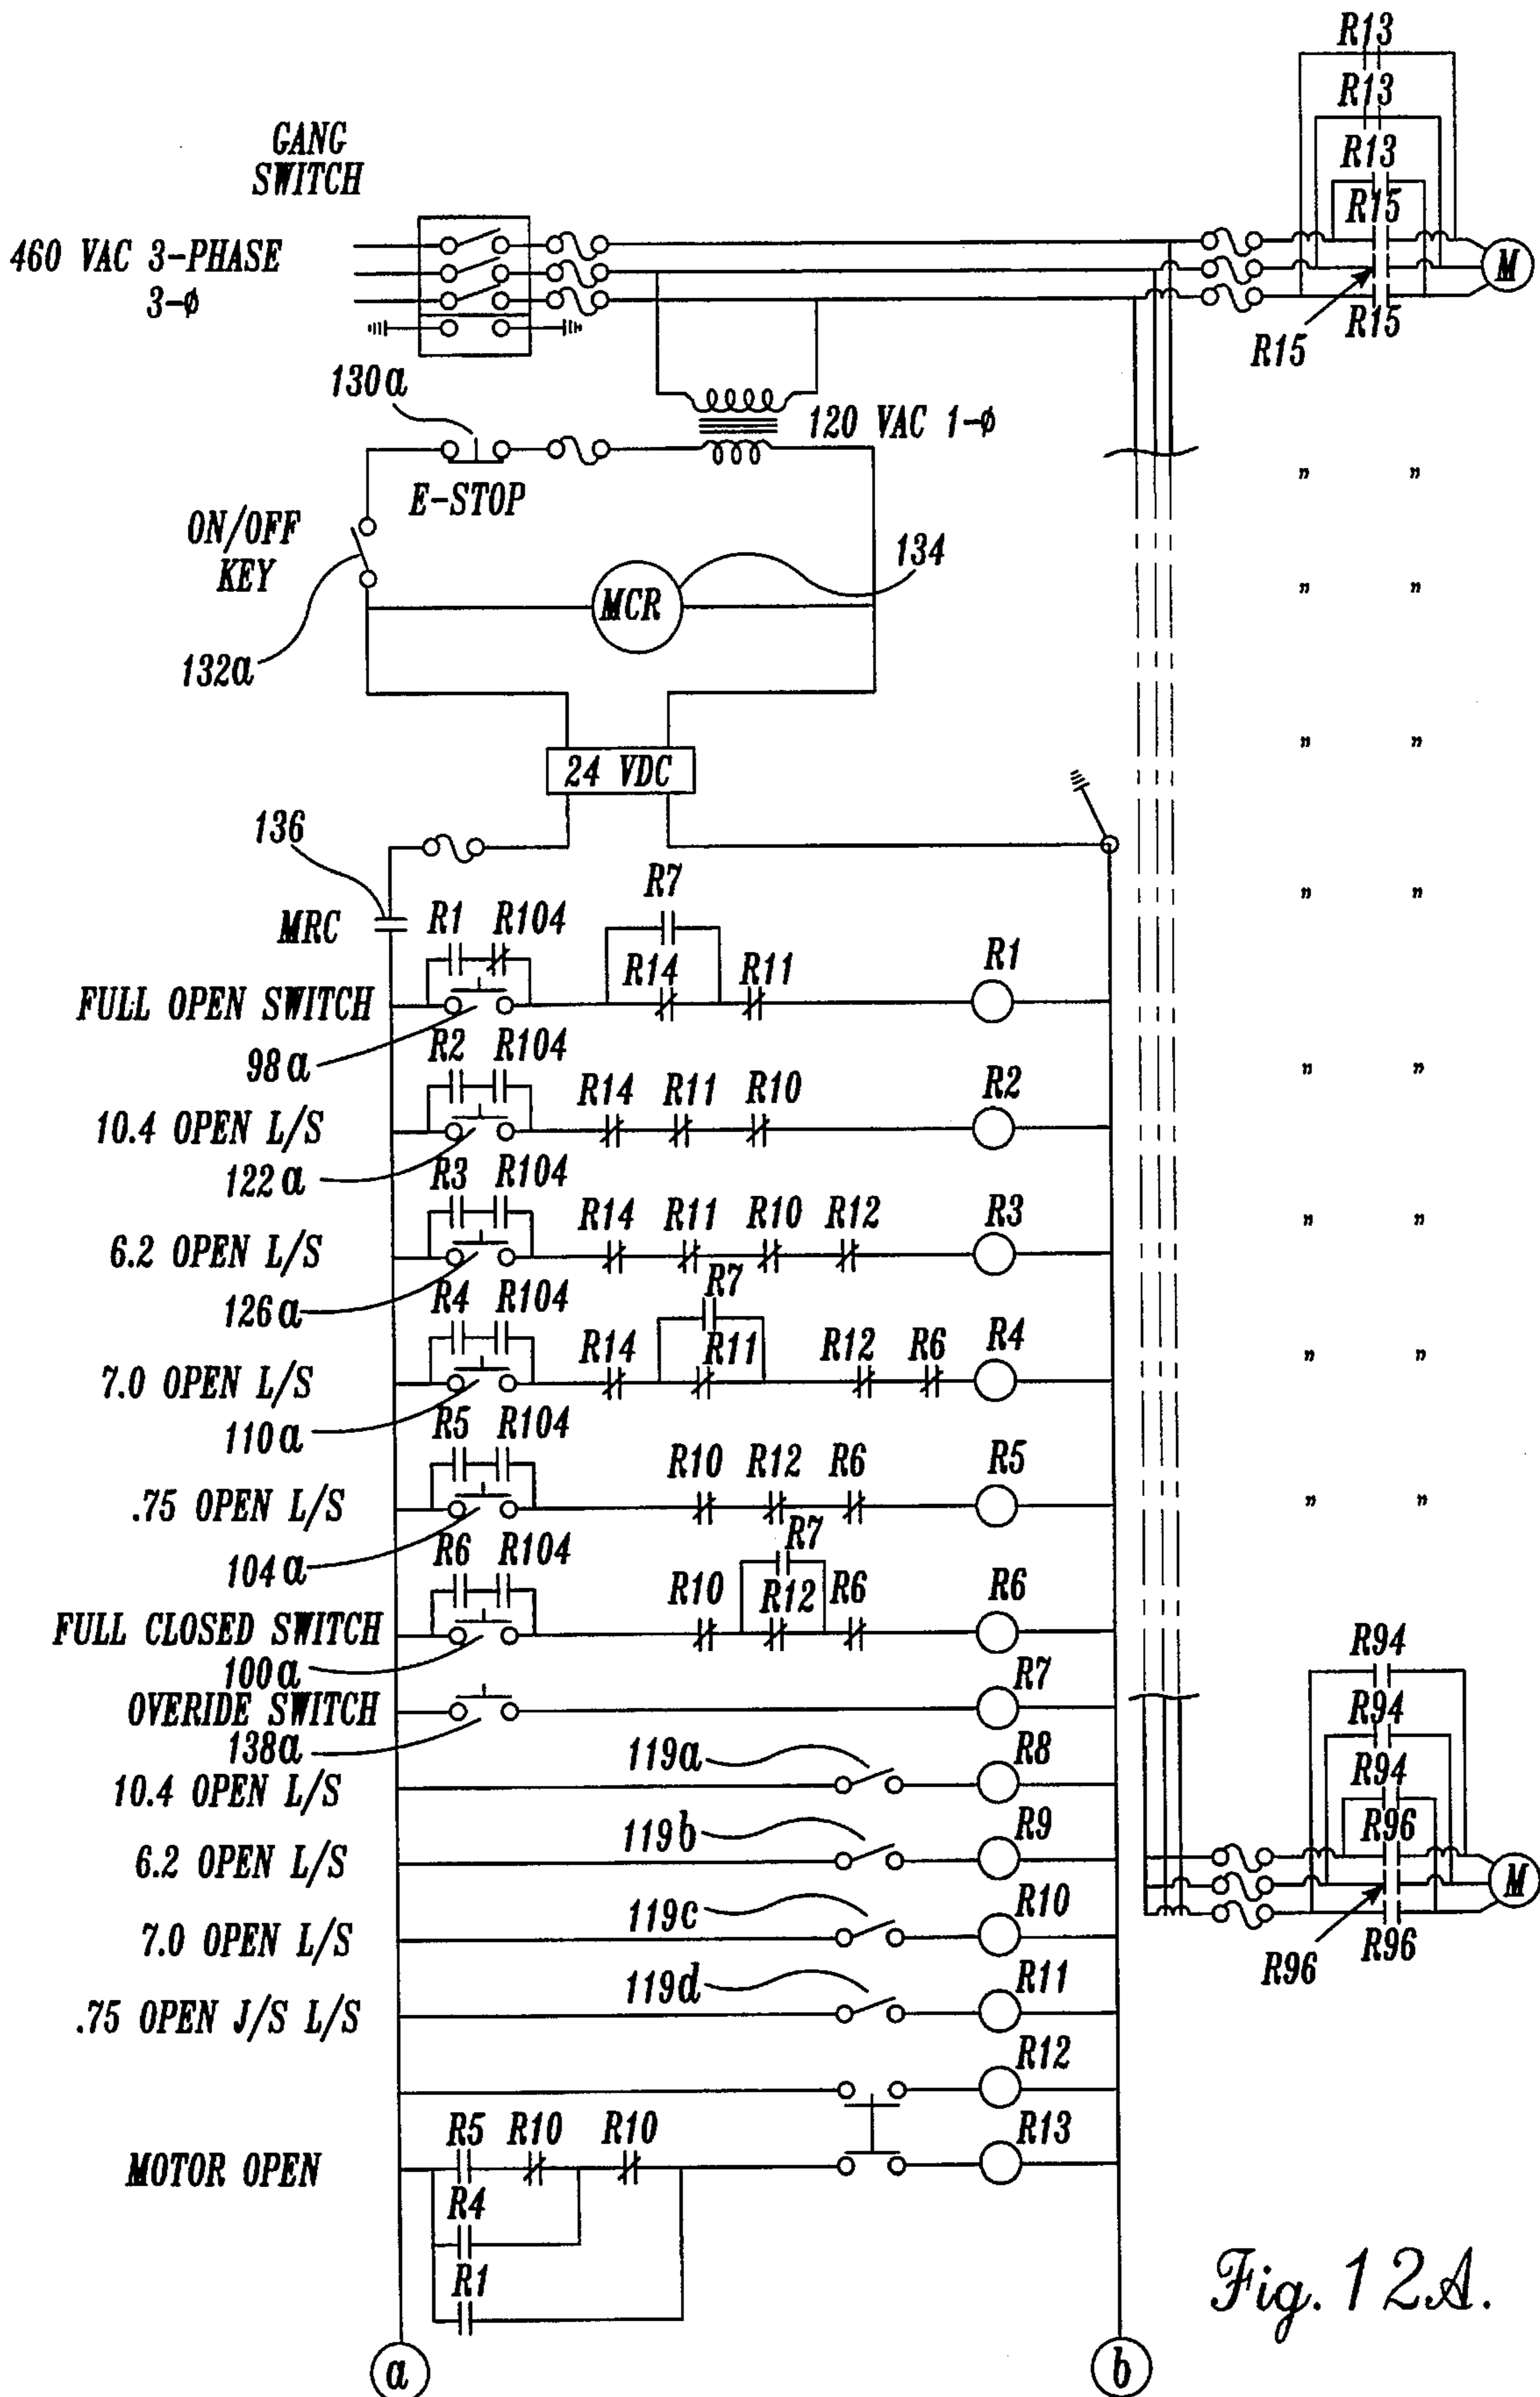 R13
R13
R13
GANG
SWITCH
R15
460 VAC 3-PHASE
3-φ
M
R15
R15
130a
120 VAC 1-φ
" "
E-STOP
ON/OFF
KEY
134
MCR
" "
132a
" "
24 VDC
136
R7
" "
MRC
R1 R104
R14 R11 R1
FULL OPEN SWITCH
98a
R2 R104
" "
R14 R11 R10 R2
10.4 OPEN L/S
122a
R3 R104
R14 R11 R10 R12 R3
" "
6.2 OPEN L/S
126a
R4 R104
R7
R14 R11 R12 R6 R4
" "
7.0 OPEN L/S
110a
R5 R104
R10 R12 R6 R5
.75 OPEN L/S
" "
104a
R6 R104
R7
R10 R12 R6 R6
FULL CLOSED SWITCH
100a
R94
OVERIDE SWITCH
R7
R94
138a
119a
R8
R94
10.4 OPEN L/S
119b
R9
R96
6.2 OPEN L/S
M
119c
R10
7.0 OPEN L/S
R96
R96
119d
R11
.75 OPEN J/S L/S
R12
R5 R10 R10
R13
MOTOR OPEN
R4
R1
Fig. 12A.
a
b